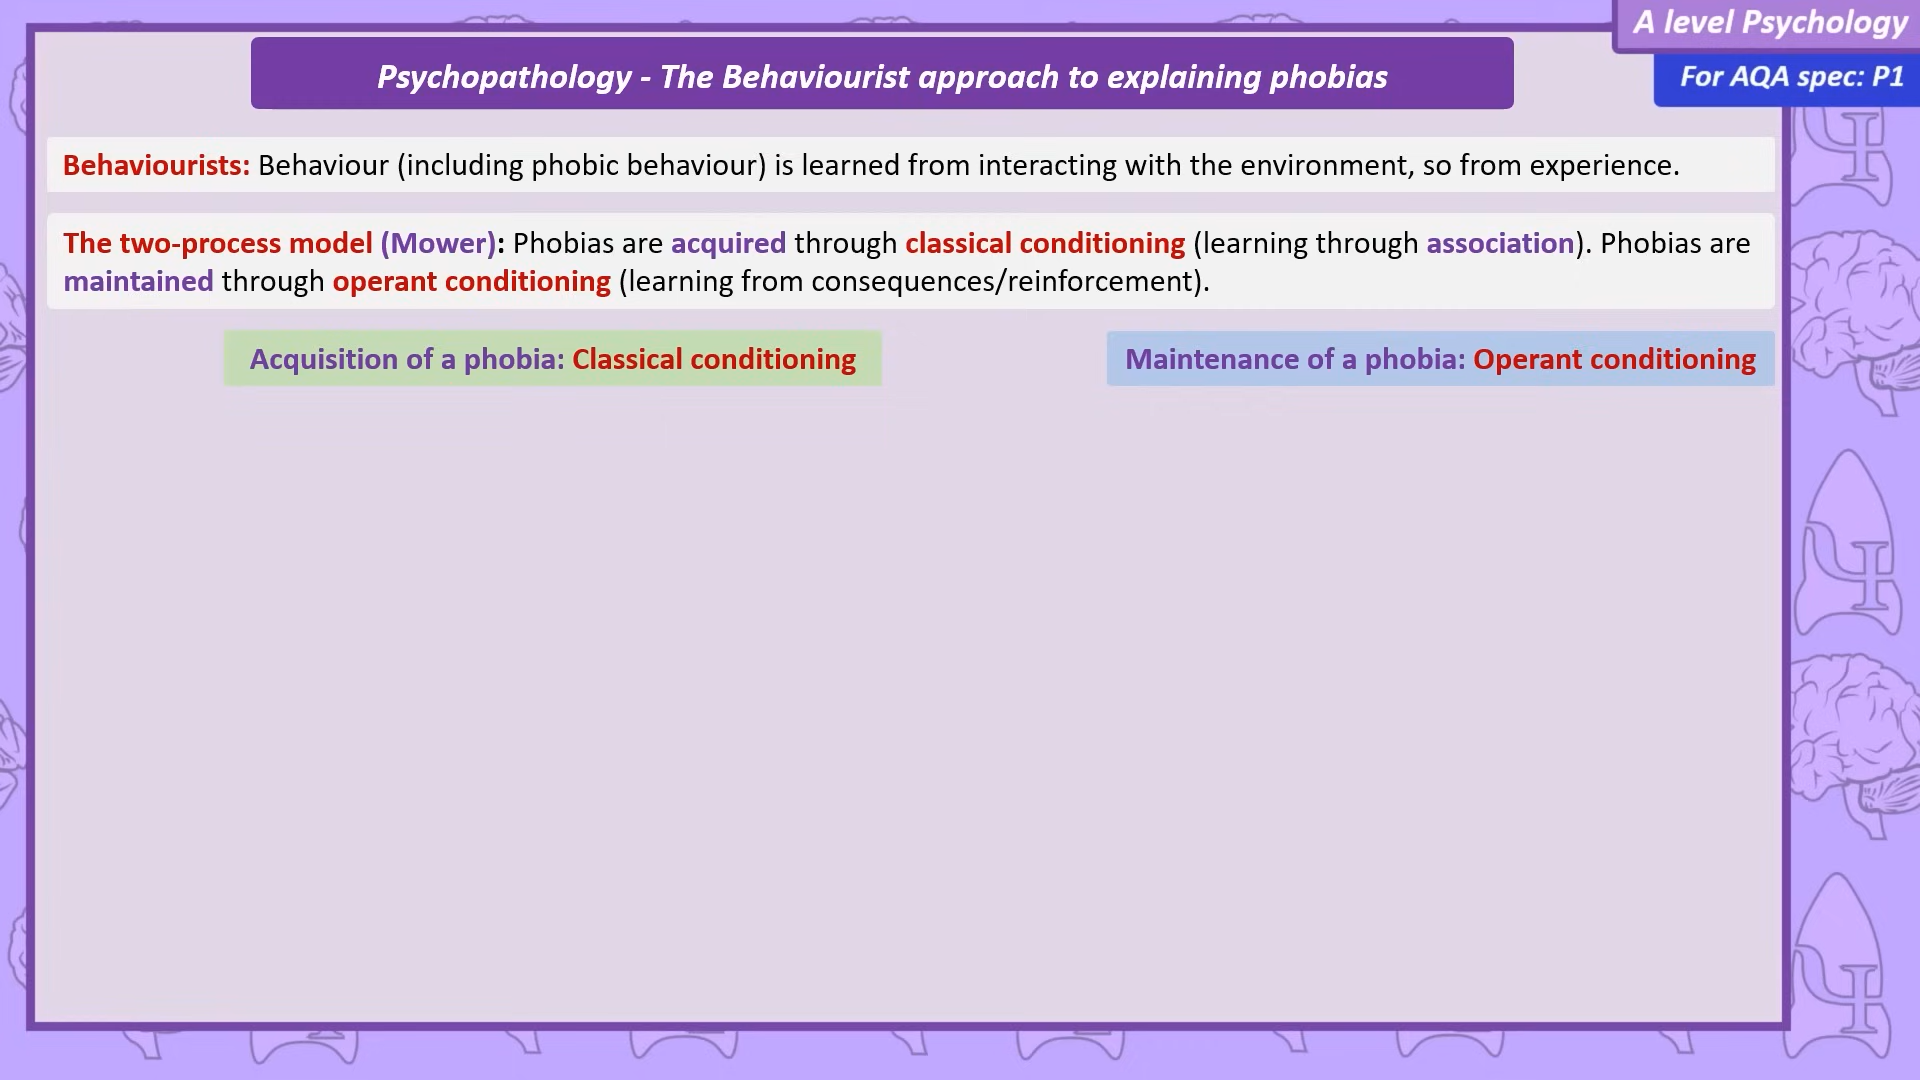 A level Psychology
For AQA spec: P1
Psychopathology - The Behaviourist approach to explaining phobias
Behaviourists: Behaviour (including phobic behaviour) is learned from interacting with the environment, so from experience.
The two-process model (Mower): Phobias are acquired through classical conditioning (learning through association). Phobias are
maintained through operant conditioning (learning from consequences/reinforcement).
Acquisition of a phobia: Classical conditioning
Maintenance of a phobia: Operant conditioning